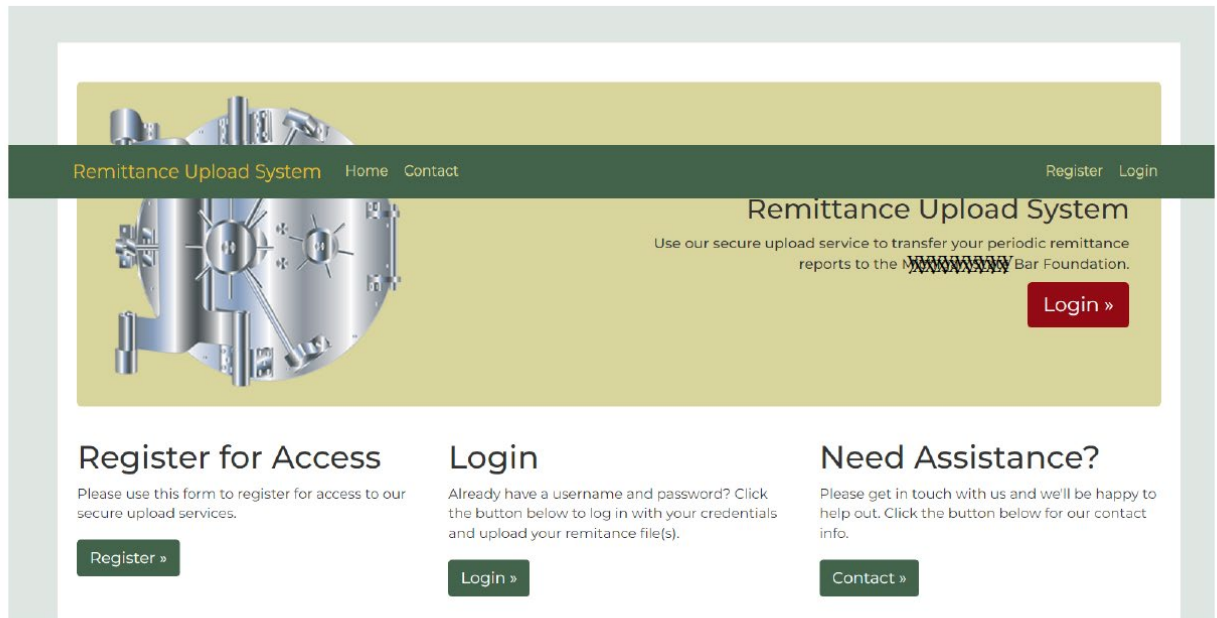 Remittance Upload System Home Contact Register Login
Remittance Upload System
Use our secure upload service to transfer your periodic remittance
reports to the Bar Foundation.
Login »
Register for Access
Please use this form to register for access to our
secure upload services.
Register »
Login
Already have a username and password? Click
the button below to log in with your credentials
and upload your remitance file(s).
Login »
Need Assistance?
Please get in touch with us and we'll be happy to
help out. Click the button below for our contact
info.
Contact »